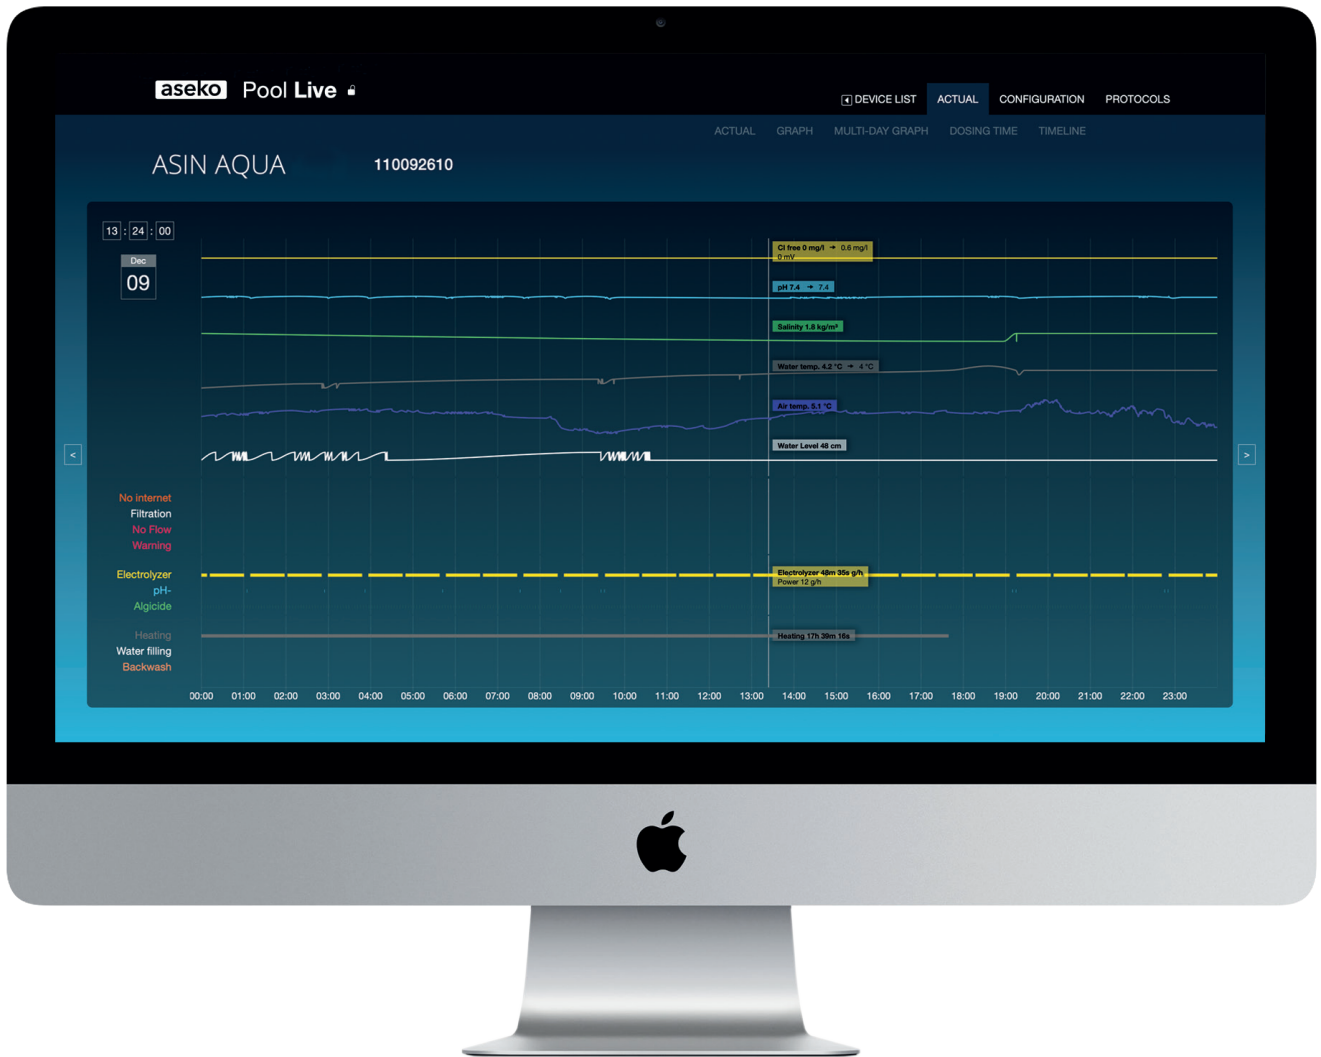 aseko Pool Live
DEVICE LIST ACTUAL CONFIGURATION PROTOCOLS
ACTUAL GRAPH MULTI-DAY GRAPH DOSING TIME TIMELINE
ASIN AQUA 110092610
13 : 24 : 00
Dec
09
Cl free 0 mg/l ➔ 0.6 mg/l
0 mV
pH 7.4 ➔ 7.4
Salinity 1.8 kg/m³
Water temp. 4.2 °C ➔ 4 °C
Air temp. 5.1 °C
Water Level 48 cm
< >
No internet
Filtration
No Flow
Warning
Electrolyzer
Electrolyzer 48m 35s g/h
Power 12 g/h
pH-
Algicide
Heating
Heating 17h 39m 16s
Water filling
Backwash
00:00 01:00 02:00 03:00 04:00 05:00 06:00 07:00 08:00 09:00 10:00 11:00 12:00 13:00 14:00 15:00 16:00 17:00 18:00 19:00 20:00 21:00 22:00 23:00